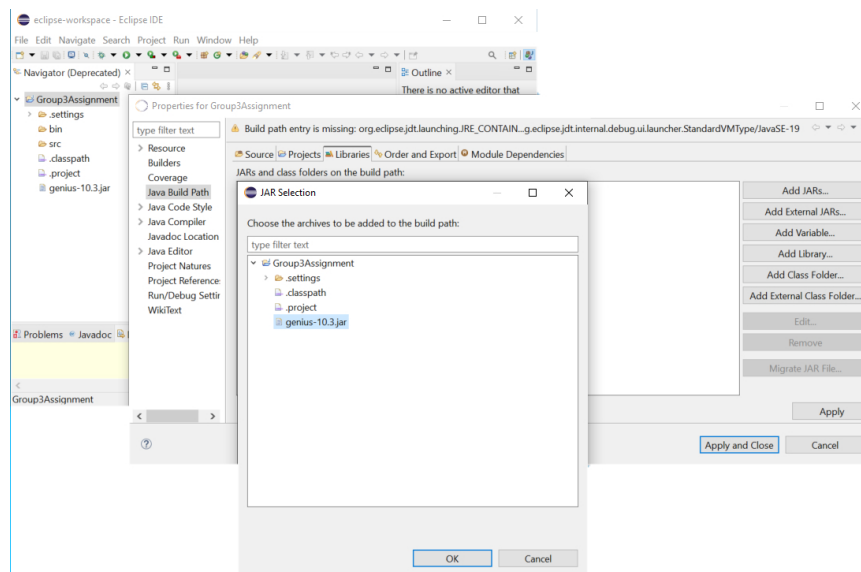 eclipse-workspace - Eclipse IDE
File Edit Navigate Search Project Run Window Help
Navigator (Deprecated)
Outline
There is no active editor that
Group3Assignment
.settings
bin
src
.classpath
.project
genius-10.3.jar
Problems Javadoc
Group3Assignment
Properties for Group3Assignment
type filter text
Build path entry is missing: org.eclipse.jdt.launching.JRE_CONTAIN...g.eclipse.jdt.internal.debug.ui.launcher.StandardVMType/JavaSE-19
Resource
Builders
Coverage
Java Build Path
Java Code Style
Java Compiler
Javadoc Location
Java Editor
Project Natures
Project Reference
Run/Debug Settir
WikiText
Source Projects Libraries Order and Export Module Dependencies
JARs and class folders on the build path:
Add JARs...
Add External JARs...
Add Variable...
Add Library...
Add Class Folder...
Add External Class Folder...
Edit...
Remove
Migrate JAR File...
Apply
Apply and Close Cancel
JAR Selection
Choose the archives to be added to the build path:
type filter text
Group3Assignment
.settings
.classpath
.project
genius-10.3.jar
OK Cancel